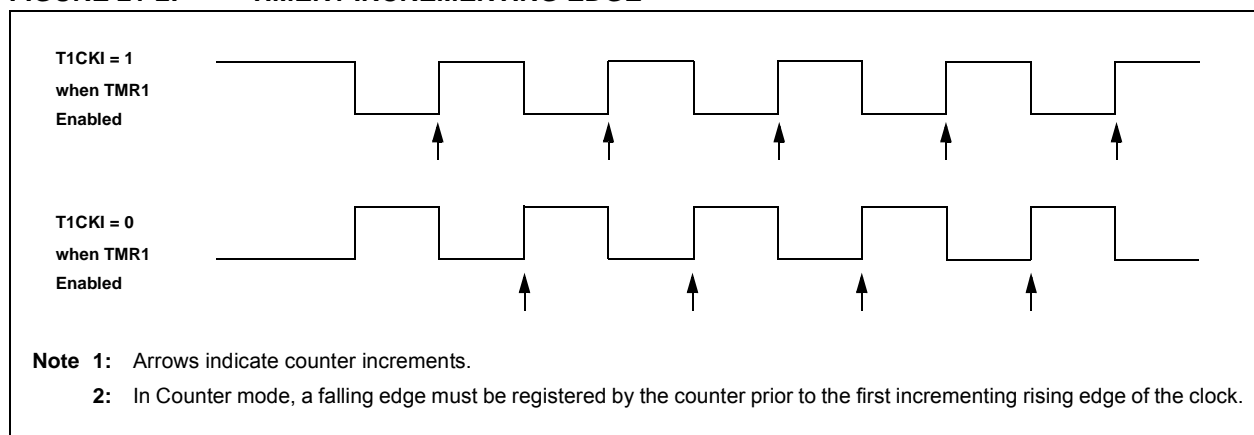 T1CKI = 1
when TMR1
Enabled
T1CKI = 0
when TMR1
Enabled
Note 1: Arrows indicate counter increments.
2: In Counter mode, a falling edge must be registered by the counter prior to the first incrementing rising edge of the clock.